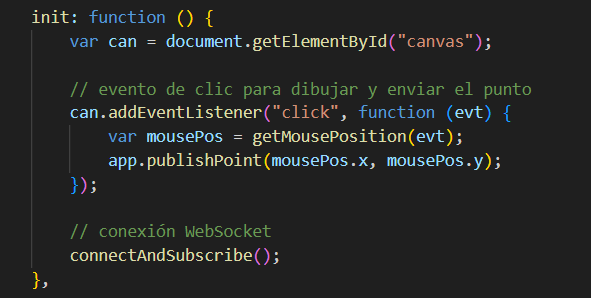 init: function () {
var can = document.getElementById("canvas");
// evento de clic para dibujar y enviar el punto
can.addEventListener("click", function (evt) {
var mousePos = getMousePosition(evt);
app.publishPoint(mousePos.x, mousePos.y);
});
// conexión WebSocket
connectAndSubscribe();
},